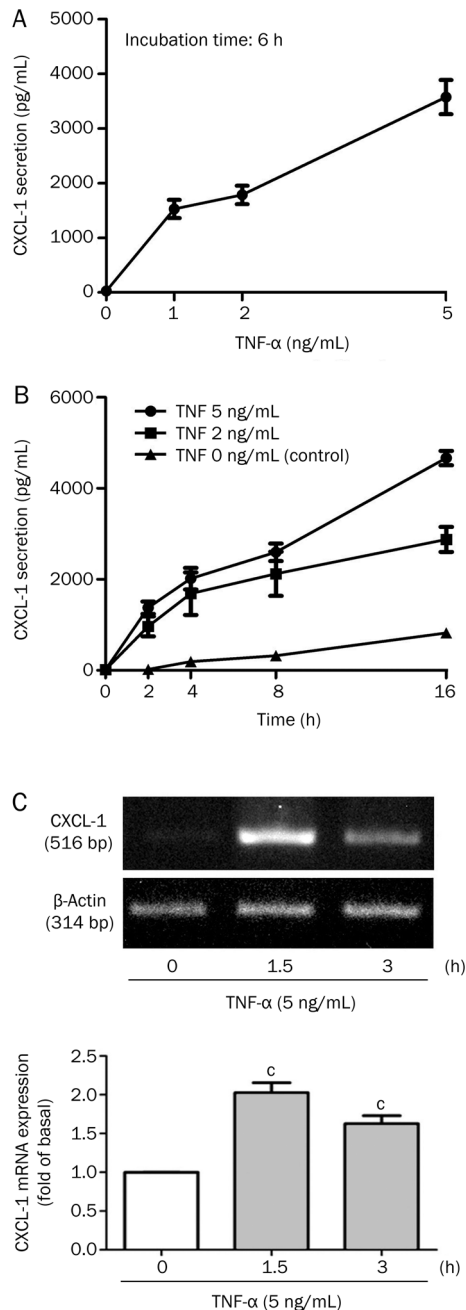 A
Incubation time: 6 h
CXCL-1 secretion (pg/mL)
5000
4000
3000
2000
1000
0
0 1 2 5
TNF-α (ng/mL)
B
TNF 5 ng/mL
TNF 2 ng/mL
TNF 0 ng/mL (control)
CXCL-1 secretion (pg/mL)
6000
4000
2000
0
0 2 4 8 16
Time (h)
C
CXCL-1
(516 bp)
β-Actin
(314 bp)
0 1.5 3 (h)
TNF-α (5 ng/mL)
CXCL-1 mRNA expression
(fold of basal)
2.5
2.0
1.5
1.0
0.5
0.0
c c
0 1.5 3 (h)
TNF-α (5 ng/mL)